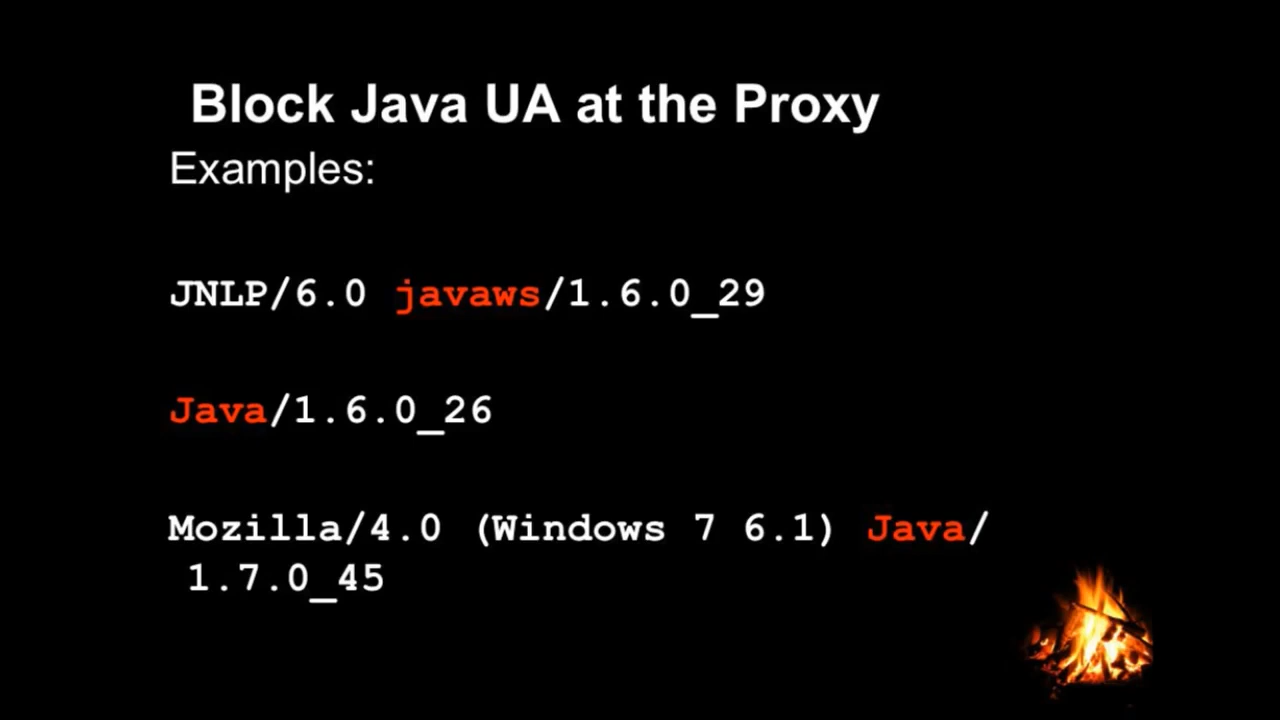 Block Java UA at the Proxy
Examples:
JNLP/6.0 javaws/1.6.0_29
Java/1.6.0_26
Mozilla/4.0 (Windows 7 6.1) Java/
1.7.0_45